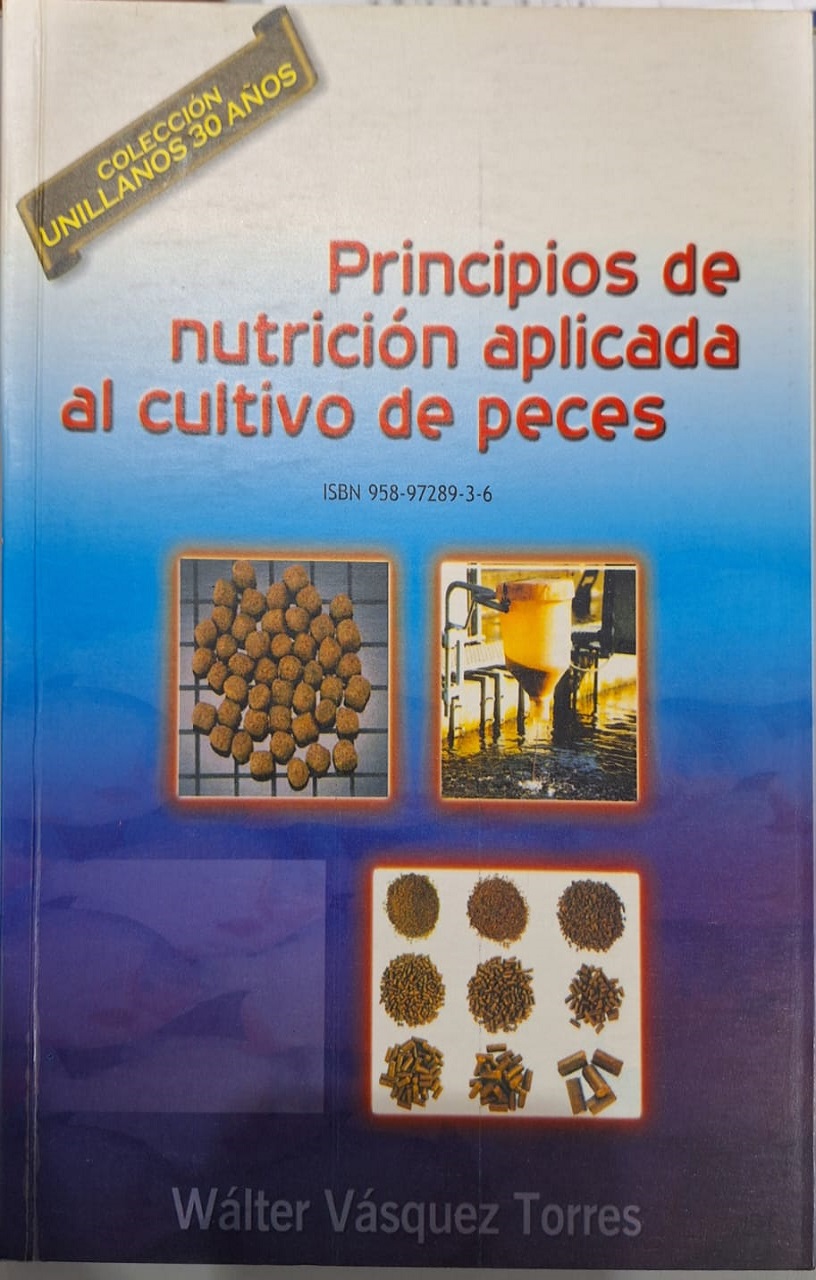 COLECCIÓN
UNILLANOS 30 AÑOS
Principios de
nutrición aplicada
al cultivo de peces
ISBN 958-97289-3-6
Wálter Vásquez Torres